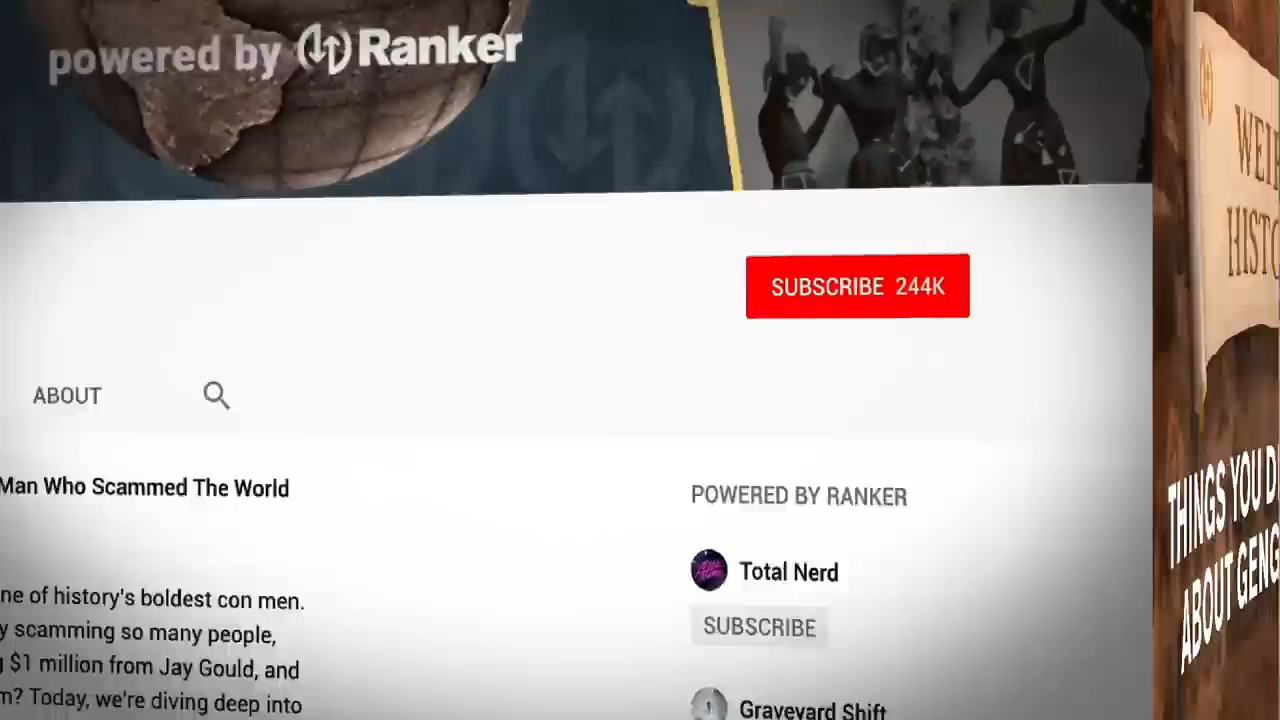 powered by Ranker
SUBSCRIBE 244K
ABOUT
Man Who Scammed The World
ne of history's boldest con men.
y scamming so many people,
$1 million from Jay Gould, and
m? Today, we're diving deep into
POWERED BY RANKER
Total Nerd
SUBSCRIBE
Graveyard Shift
WEI
HISTO
THINGS YOU D
ABOUT GENG